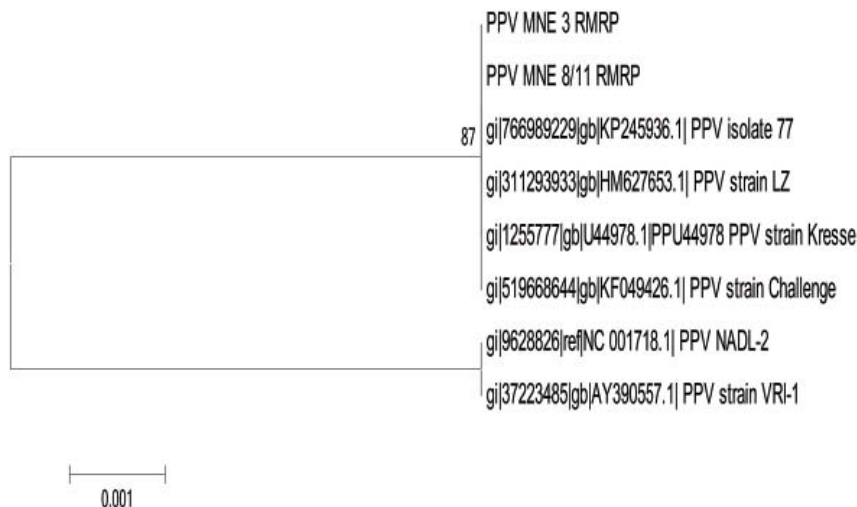 PPV MNE 3 RMRP
PPV MNE 8/11 RMRP
87
gi|766989229|gb|KP245936.1| PPV isolate 77
gi|311293933|gb|HM627653.1| PPV strain LZ
gi|1255777|gb|U44978.1|PPU44978 PPV strain Kresse
gi|519668644|gb|KF049426.1| PPV strain Challenge
gi|9628826|ref|NC 001718.1| PPV NADL-2
gi|37223485|gb|AY390557.1| PPV strain VRI-1
0.001